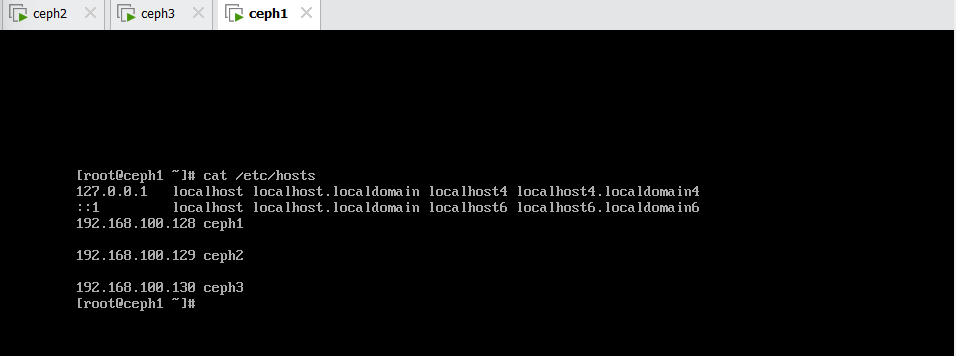 ceph2
ceph3
ceph1
[root@ceph1 ~]# cat /etc/hosts
127.0.0.1   localhost localhost.localdomain localhost4 localhost4.localdomain4
::1         localhost localhost.localdomain localhost6 localhost6.localdomain6
192.168.100.128 ceph1
192.168.100.129 ceph2
192.168.100.130 ceph3
[root@ceph1 ~]#